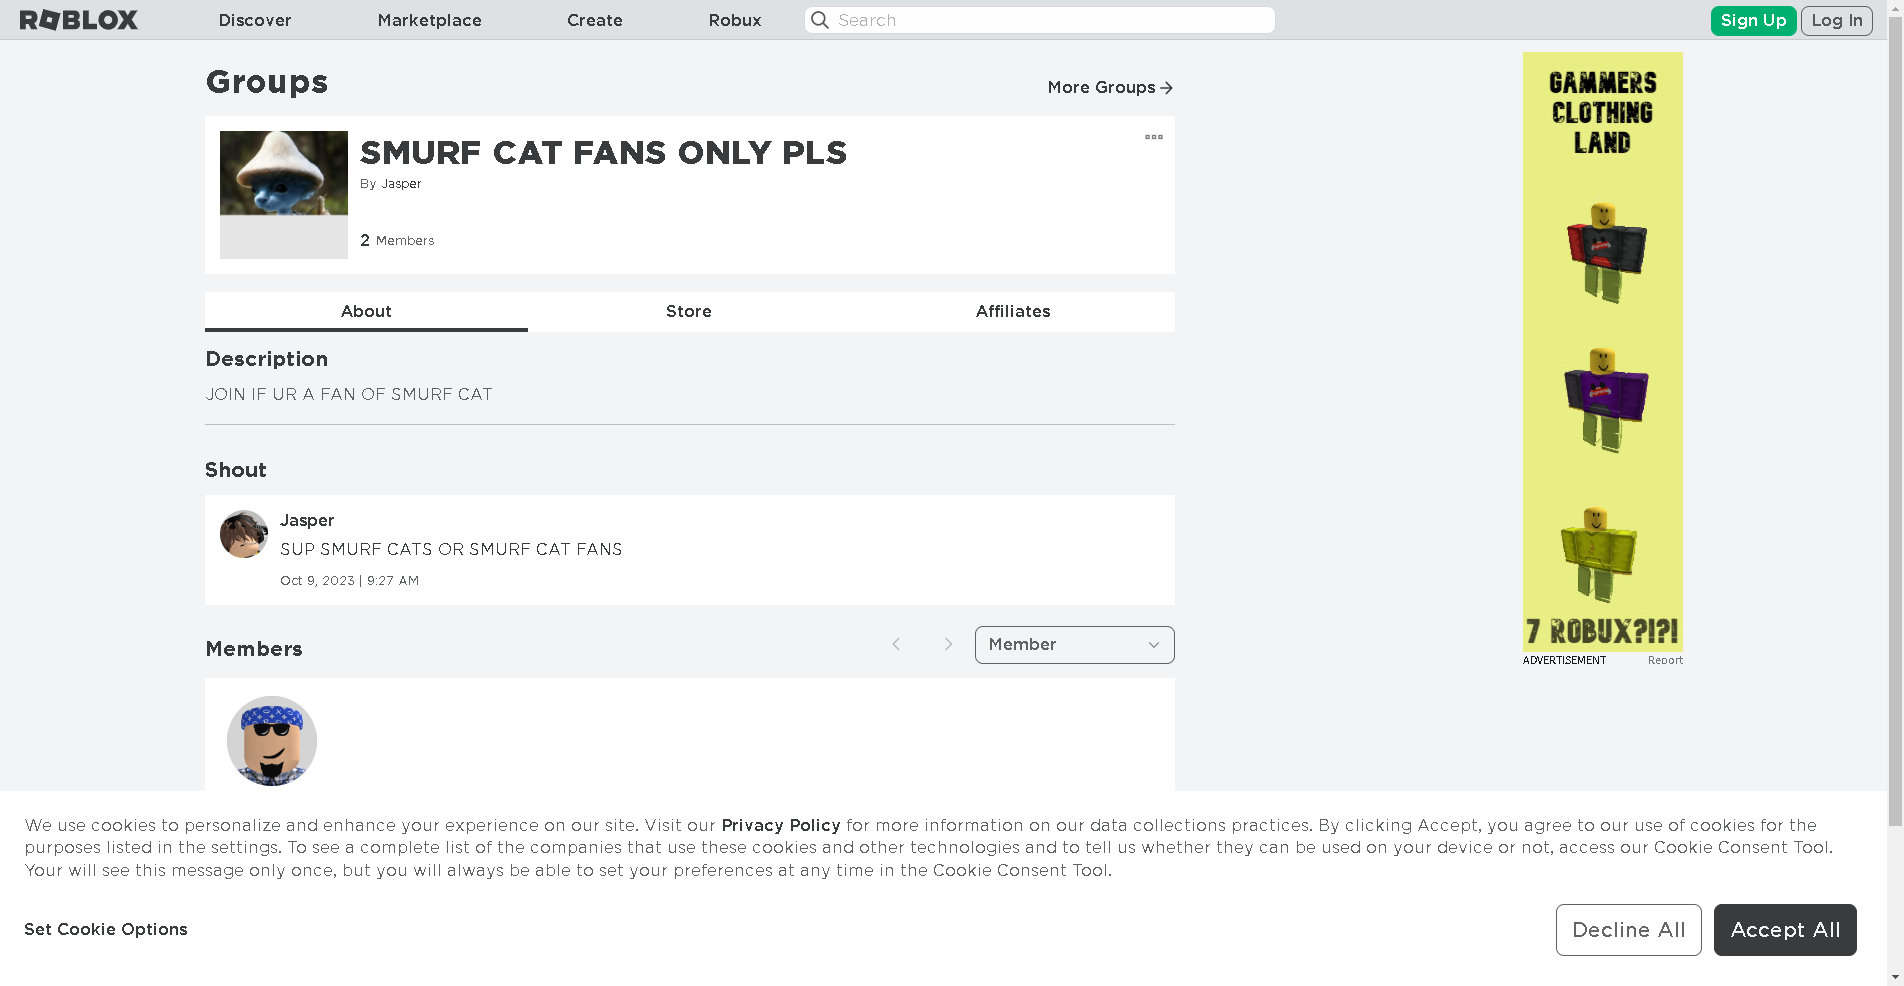 ROBLOX
Discover
Marketplace
Create
Robux
Search
Sign Up
Log In
Groups
More Groups
SMURF CAT FANS ONLY PLS
By Jasper
2 Members
About
Store
Affiliates
Description
JOIN IF UR A FAN OF SMURF CAT
Shout
Jasper
SUP SMURF CATS OR SMURF CAT FANS
Oct 9, 2023 | 9:27 AM
Members
Member
GAMMERS
CLOTHING
LAND
7 ROBUX?!?!
ADVERTISEMENT
Report
We use cookies to personalize and enhance your experience on our site. Visit our Privacy Policy for more information on our data collections practices. By clicking Accept, you agree to our use of cookies for the
purposes listed in the settings. To see a complete list of the companies that use these cookies and other technologies and to tell us whether they can be used on your device or not, access our Cookie Consent Tool.
Your will see this message only once, but you will always be able to set your preferences at any time in the Cookie Consent Tool.
Set Cookie Options
Decline All
Accept All